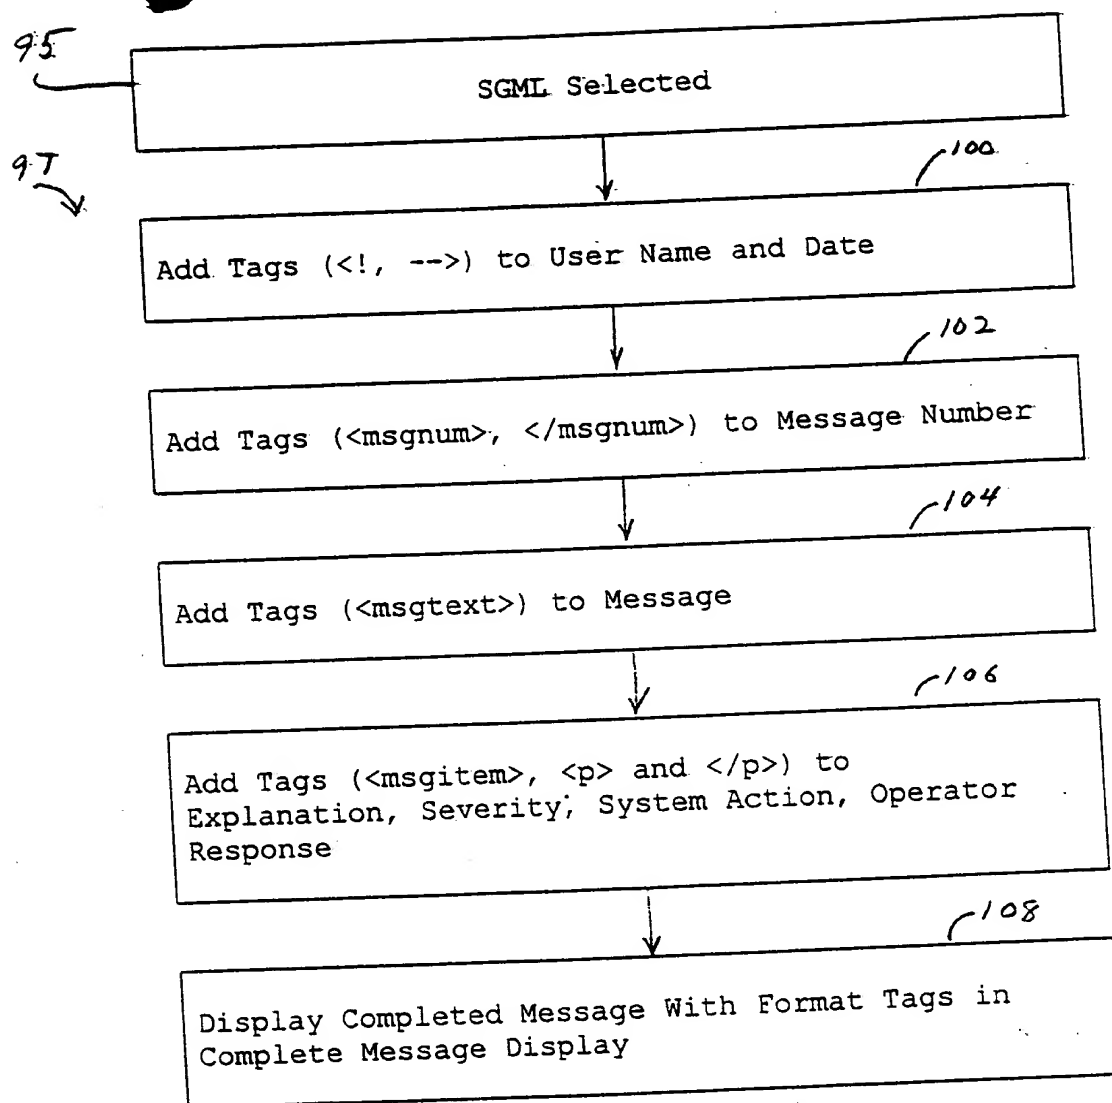 95
SGML Selected
97
100
Add Tags (<!, -->) to User Name and Date
102
Add Tags (<msgnum>, </msgnum>) to Message Number
104
Add Tags (<msgtext>) to Message
106
Add Tags (<msgitem>, <p> and </p>) to
Explanation, Severity, System Action, Operator
Response
108
Display Completed Message With Format Tags in
Complete Message Display